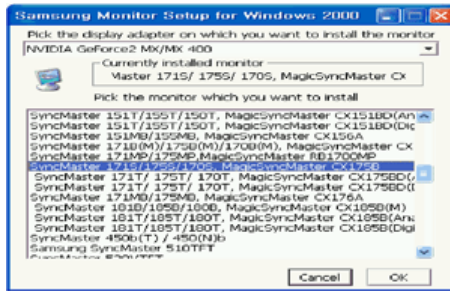 Samsung Monitor Setup for Windows 2000
Pick the display adapter on which you want to install the monitor
NVIDIA GeForce2 MX/MX 400
Currently installed monitor
Master 171S/ 175S/ 170S, MagicSyncMaster CX
Pick the monitor which you want to install
SyncMaster 151T/155T/150T, MagicSyncMaster CX151BD(An
SyncMaster 151T/155T/150T, MagicSyncMaster CX151BD(Dig
SyncMaster 151MB/155MB, MagicSyncMaster CX156A
SyncMaster 171B(M)/175B(M)/170B(M), MagicSyncMaster CX
SyncMaster 171MP/175MP,MagicSyncMaster RB1700MP
SyncMaster 171S/175S/170S, MagicSyncMaster CX175B
SyncMaster 171T/ 175T/ 170T, MagicSyncMaster CX175BD(A
SyncMaster 171T/ 175T/ 170T, MagicSyncMaster CX175BD(D
SyncMaster 171MB/175MB, MagicSyncMaster CX176A
SyncMaster 181B/185B/180B, MagicSyncMaster CX185B(M)
SyncMaster 181T/185T/180T, MagicSyncMaster CX185B(Ana
SyncMaster 181T/185T/180T, MagicSyncMaster CX185B(Digi
SyncMaster 450b(T) / 450(N)b
Samsung SyncMaster 510TFT
Cancel
OK